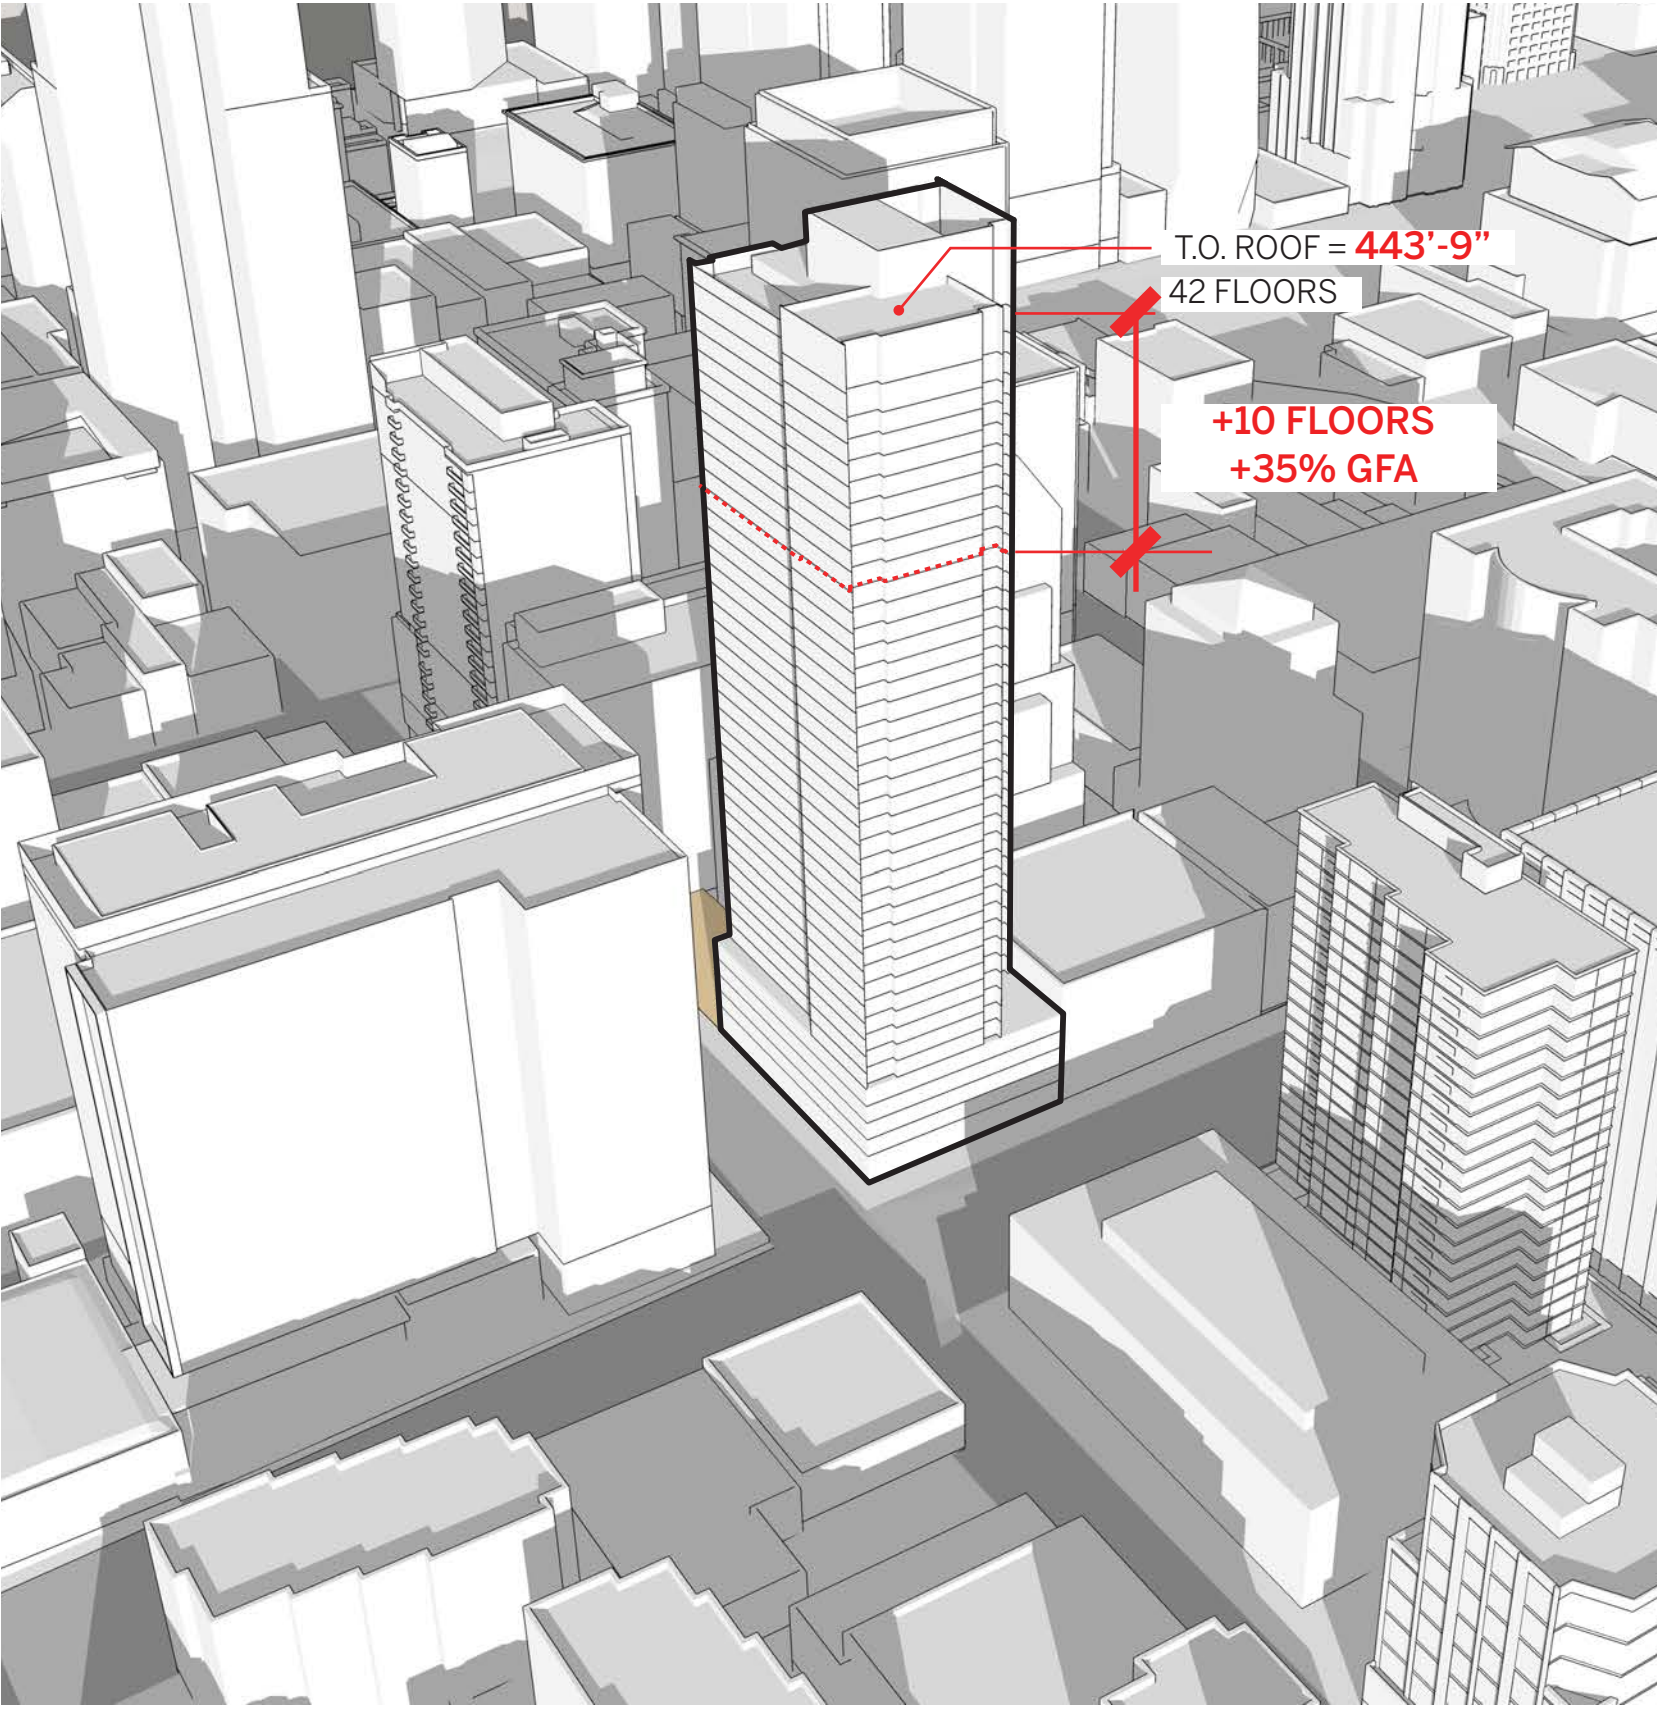 T.O. ROOF = 443’-9”
42 FLOORS
+10 FLOORS
+35% GFA